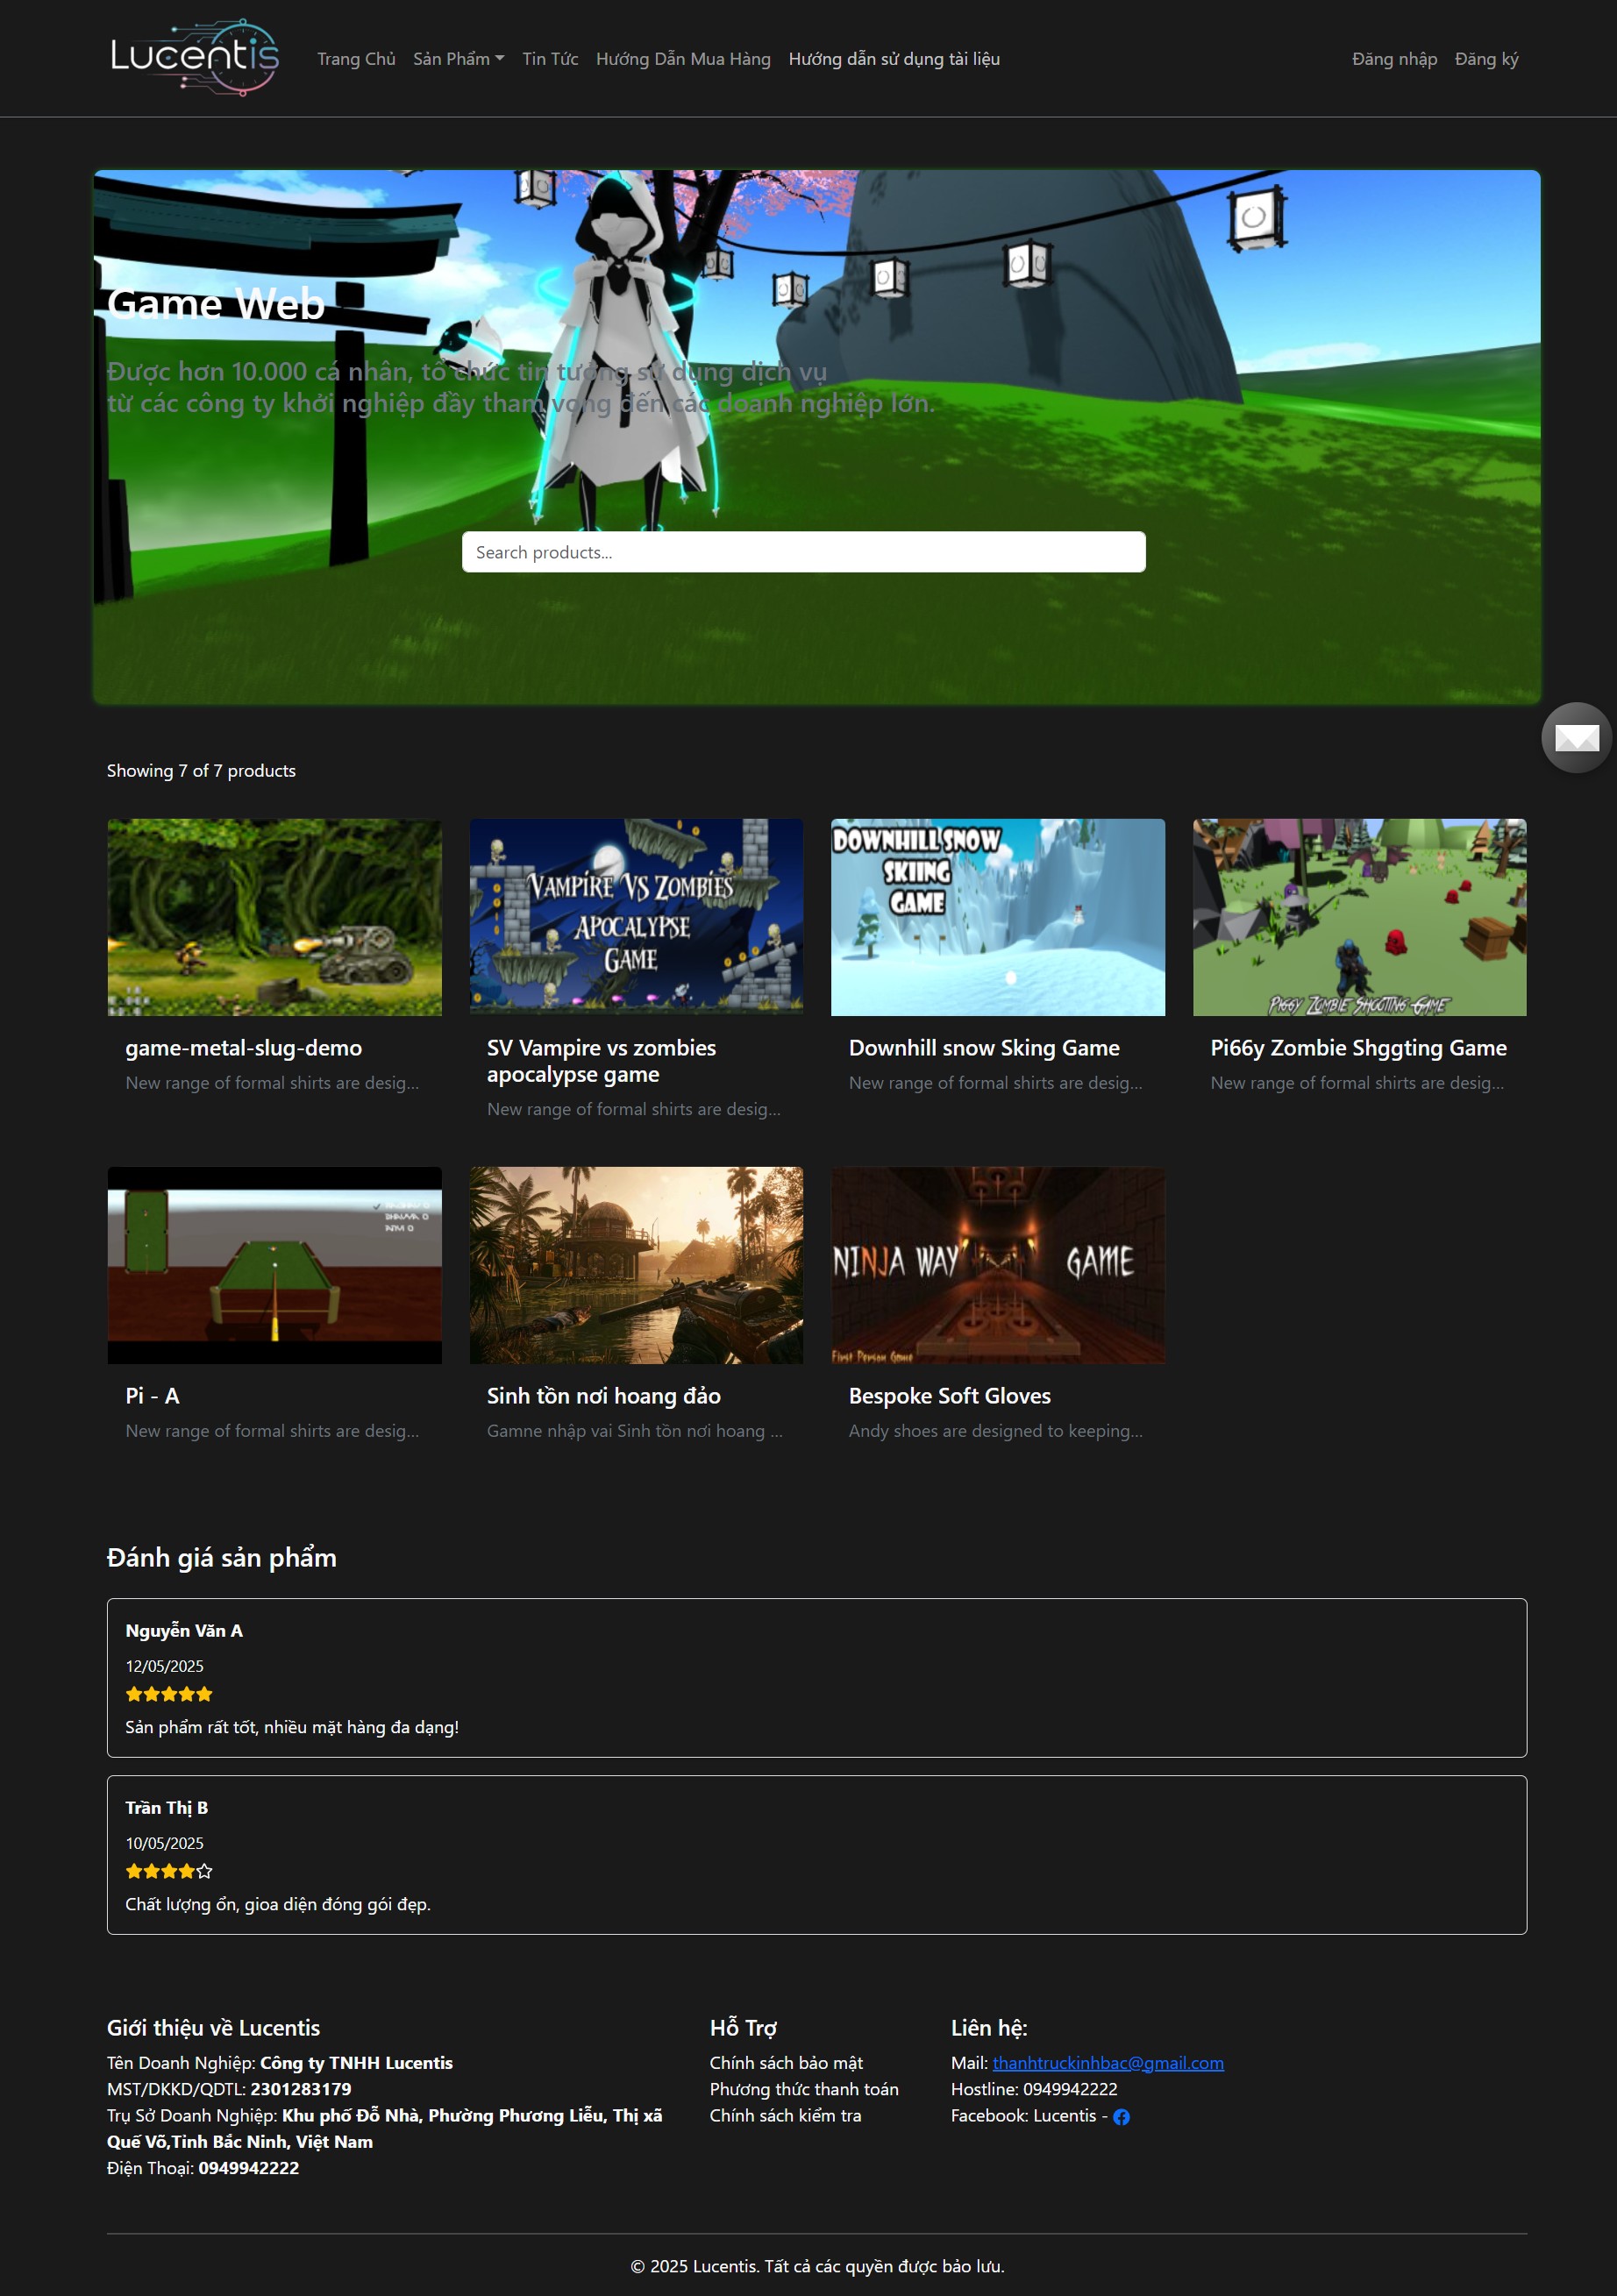 Lucentis
Trang Chủ Sản Phẩm Tin Tức Hướng Dẫn Mua Hàng Hướng dẫn sử dụng tài liệu Đăng nhập Đăng ký
Game Web
Được hơn 10.000 cá nhân, tổ chức tin tưởng sử dụng dịch vụ
từ các công ty khởi nghiệp đầy tham vọng đến các doanh nghiệp lớn.
Search products...
Showing 7 of 7 products
VAMPIRE VS ZOMBIES
APOCALYPSE
GAME
DOWNHILL SNOW
SKIING
GAME
PIGGY ZOMBIE SHOOTING GAME
game-metal-slug-demo
New range of formal shirts are desig...
SV Vampire vs zombies
apocalypse game
New range of formal shirts are desig...
Downhill snow Sking Game
New range of formal shirts are desig...
Pi66y Zombie Shggting Game
New range of formal shirts are desig...
NINJA WAY GAME
First Person Game
Pi - A
New range of formal shirts are desig...
Sinh tồn nơi hoang đảo
Gamne nhập vai Sinh tồn nơi hoang ...
Bespoke Soft Gloves
Andy shoes are designed to keeping...
Đánh giá sản phẩm
Nguyễn Văn A
12/05/2025
Sản phẩm rất tốt, nhiều mặt hàng đa dạng!
Trần Thị B
10/05/2025
Chất lượng ổn, gioa diện đóng gói đẹp.
Giới thiệu về Lucentis
Tên Doanh Nghiệp: Công ty TNHH Lucentis
MST/DKKD/QDTL: 2301283179
Trụ Sở Doanh Nghiệp: Khu phố Đỗ Nhà, Phường Phương Liễu, Thị xã
Quế Võ,Tinh Bắc Ninh, Việt Nam
Điện Thoại: 0949942222
Hỗ Trợ
Chính sách bảo mật
Phương thức thanh toán
Chính sách kiểm tra
Liên hệ:
Mail: thanhtruckinhbac@gmail.com
Hostline: 0949942222
Facebook: Lucentis -
© 2025 Lucentis. Tất cả các quyền được bảo lưu.